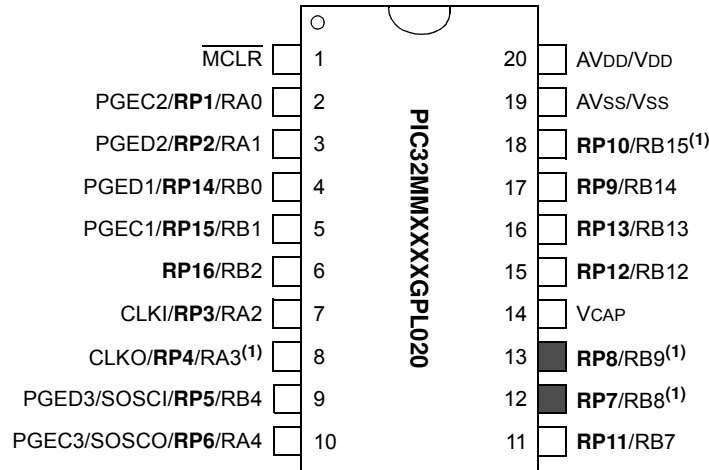 MCLR 1
PGEC2/RP1/RA0 2
PGED2/RP2/RA1 3
PGED1/RP14/RB0 4
PGEC1/RP15/RB1 5
RP16/RB2 6
CLKI/RP3/RA2 7
CLKO/RP4/RA3(1) 8
PGED3/SOSCI/RP5/RB4 9
PGEC3/SOSCO/RP6/RA4 10
PIC32MMXXXXGPL020
20 AVDD/VDD
19 AVSS/VSS
18 RP10/RB15(1)
17 RP9/RB14
16 RP13/RB13
15 RP12/RB12
14 VCAP
13 RP8/RB9(1)
12 RP7/RB8(1)
11 RP11/RB7